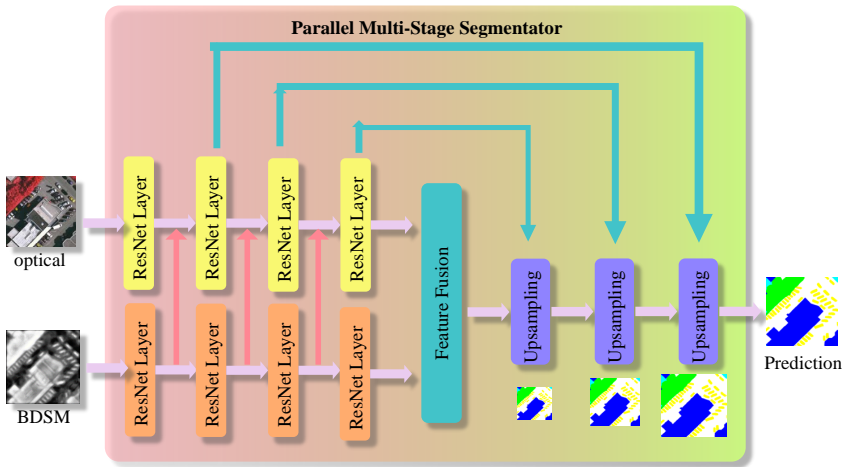 Parallel Multi-Stage Segmentator
ResNet Layer
ResNet Layer
ResNet Layer
ResNet Layer
optical
ResNet Layer
ResNet Layer
ResNet Layer
ResNet Layer
BDSM
Feature Fusion
Upsampling
Upsampling
Upsampling
Prediction